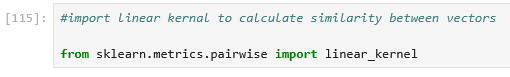 [115]: #import linear kernal to calculate similarity between vectors
from sklearn.metrics.pairwise import linear_kernel